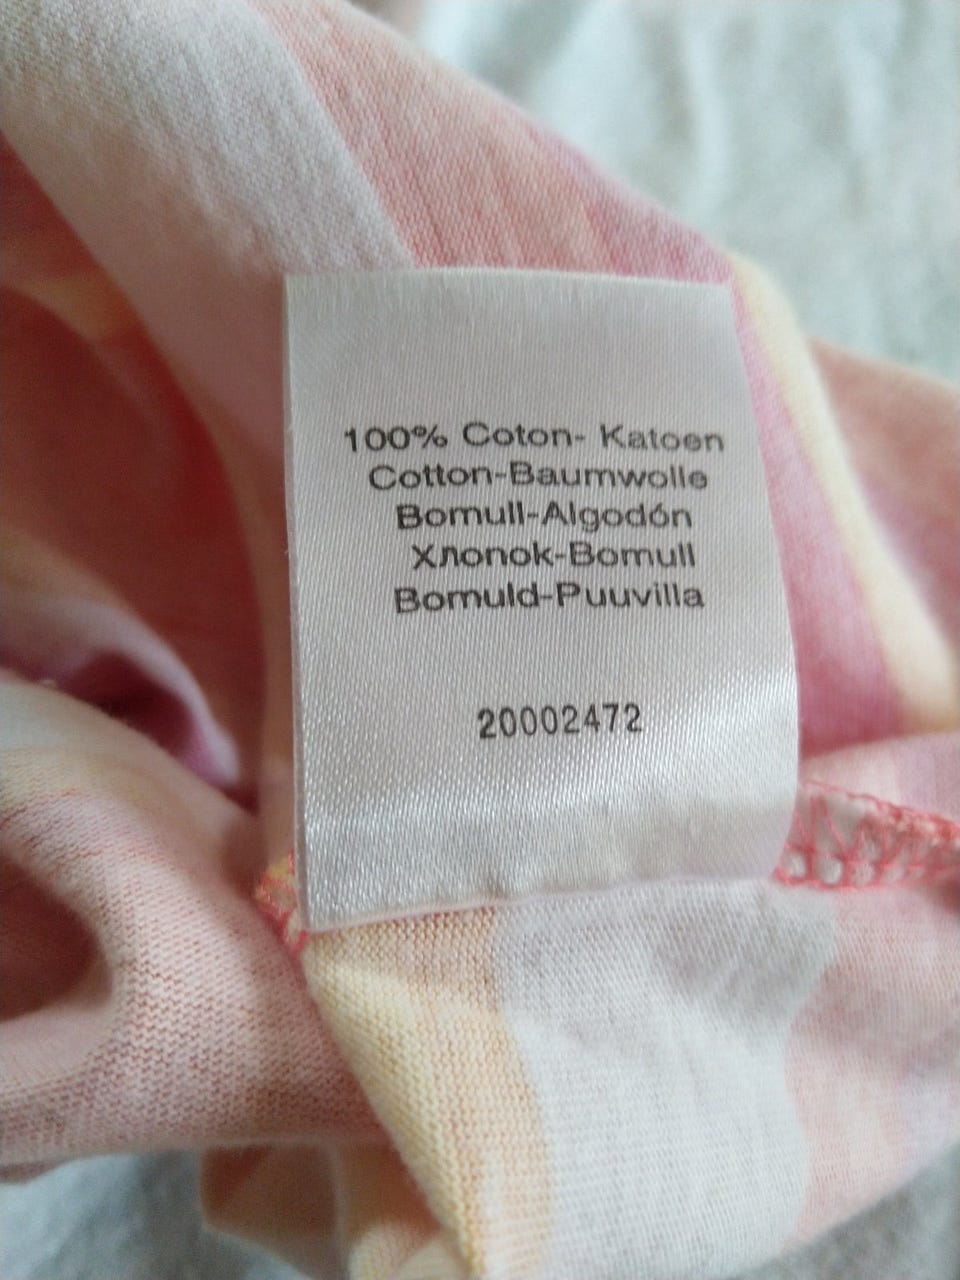 100% Coton- Katoen
Cotton-Baumwolle
Bomull-Algodón
Хлопок-Bomull
Bomuld-Puuvilla
20002472